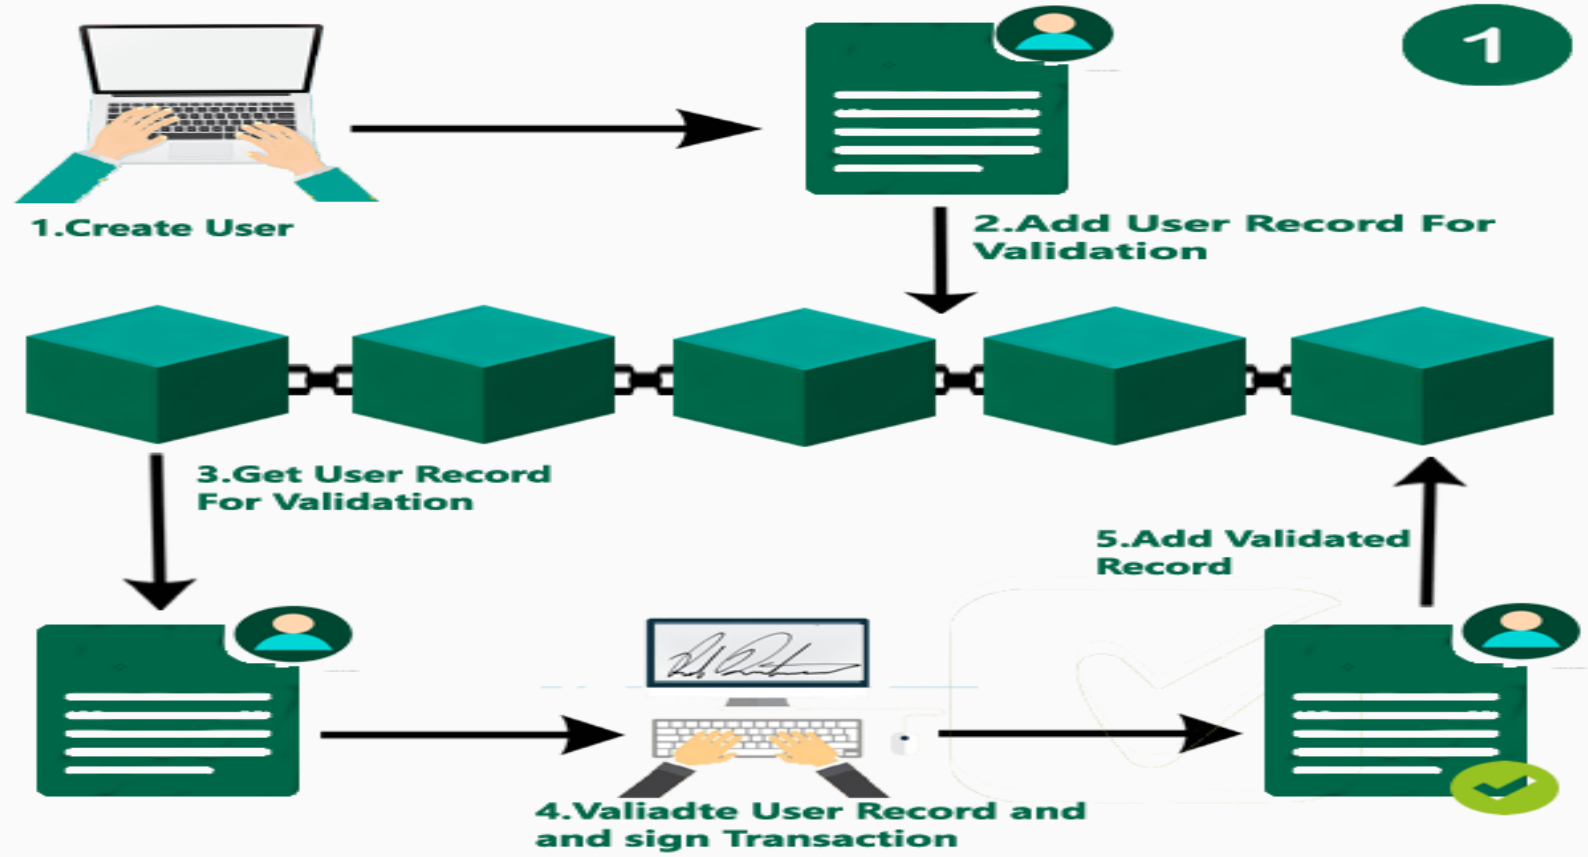 1
1.Create User
2.Add User Record For
Validation
3.Get User Record
For Validation
5.Add Validated
Record
4.Valiadte User Record and
and sign Transaction